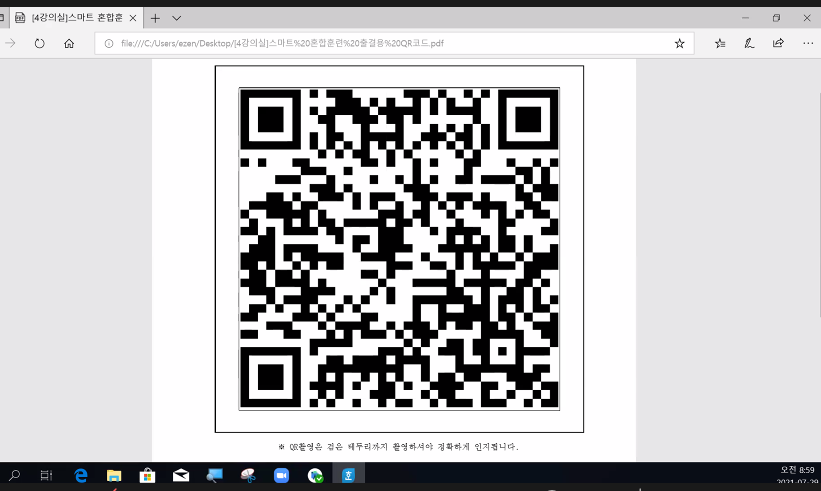 [4강의실]스마트 혼합훈
file:///C:/Users/ezen/Desktop/[4강의실]스마트%20혼합훈련%20출결용%20QR코드.pdf
※ QR촬영은 검은 테두리까지 촬영하셔야 정확하게 인지됩니다.
오전 8:59
2021-07-29